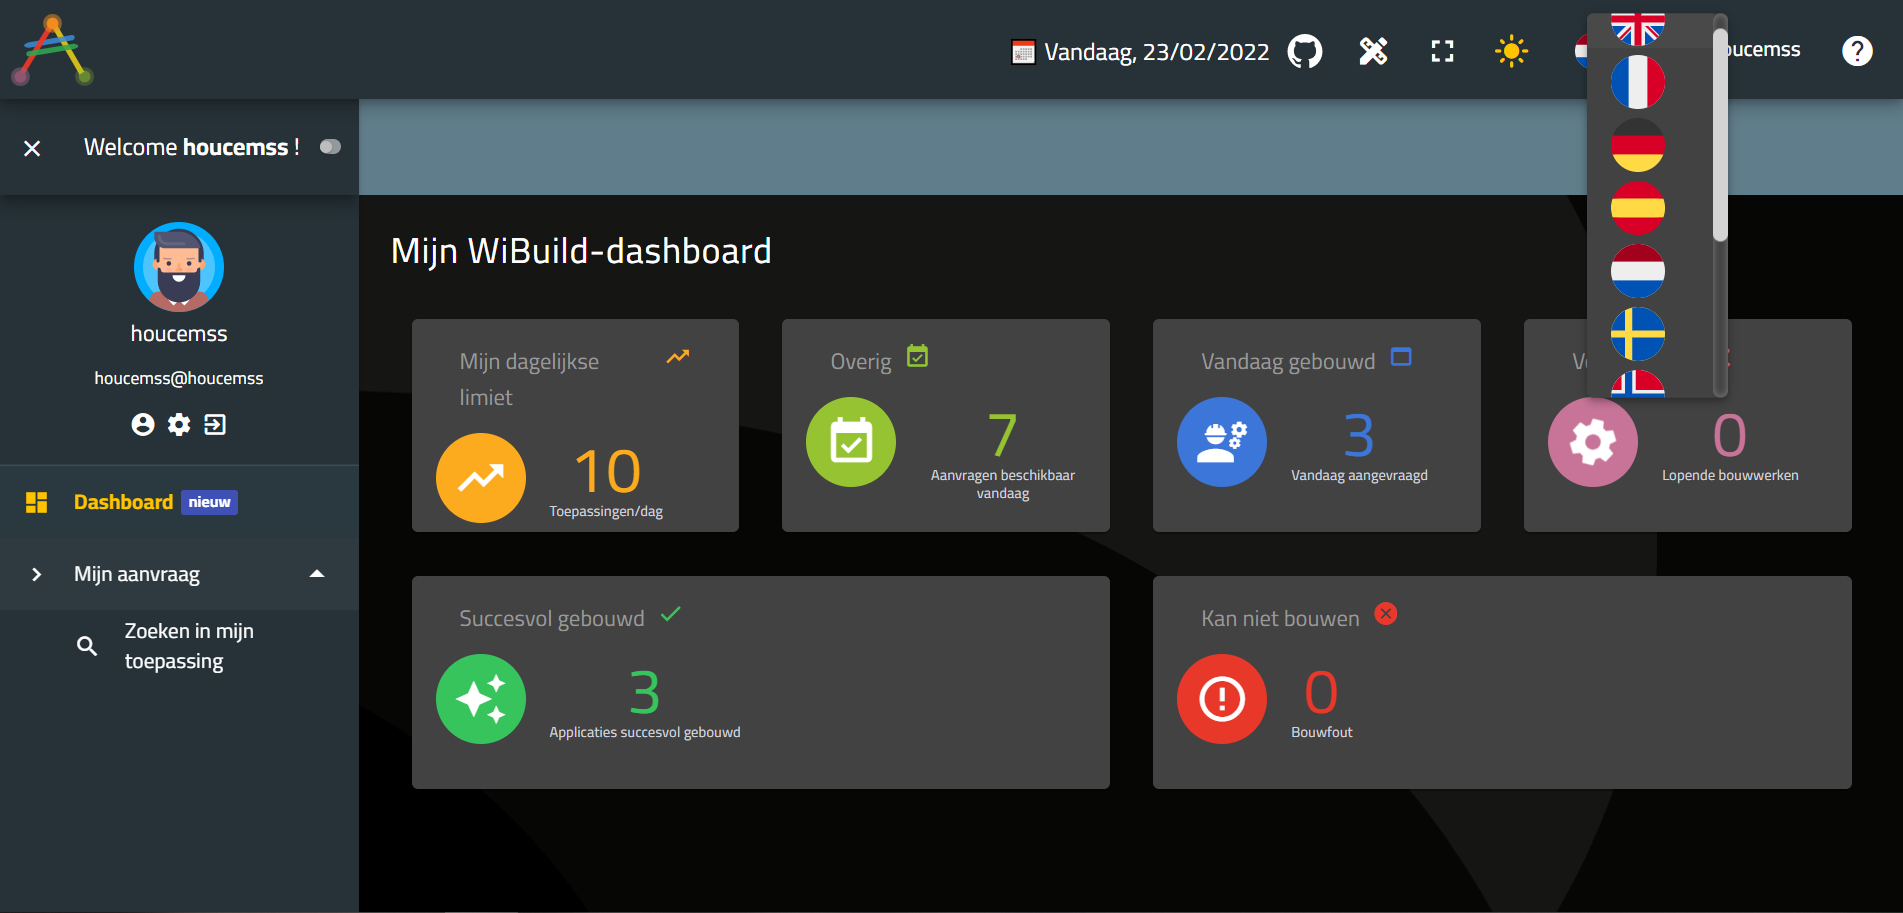 Vandaag, 23/02/2022
Welcome houcemss !
houcemss
houcemss@houcemss
Dashboard nieuw
Mijn aanvraag
Zoeken in mijn
toepassing
Mijn WiBuild-dashboard
Mijn dagelijkse
limiet
10
Toepassingen/dag
Overig
7
Aanvragen beschikbaar
vandaag
Vandaag gebouwd
3
Vandaag aangevraagd
0
Lopende bouwwerken
Succesvol gebouwd
3
Applicaties succesvol gebouwd
Kan niet bouwen
0
Bouwfout